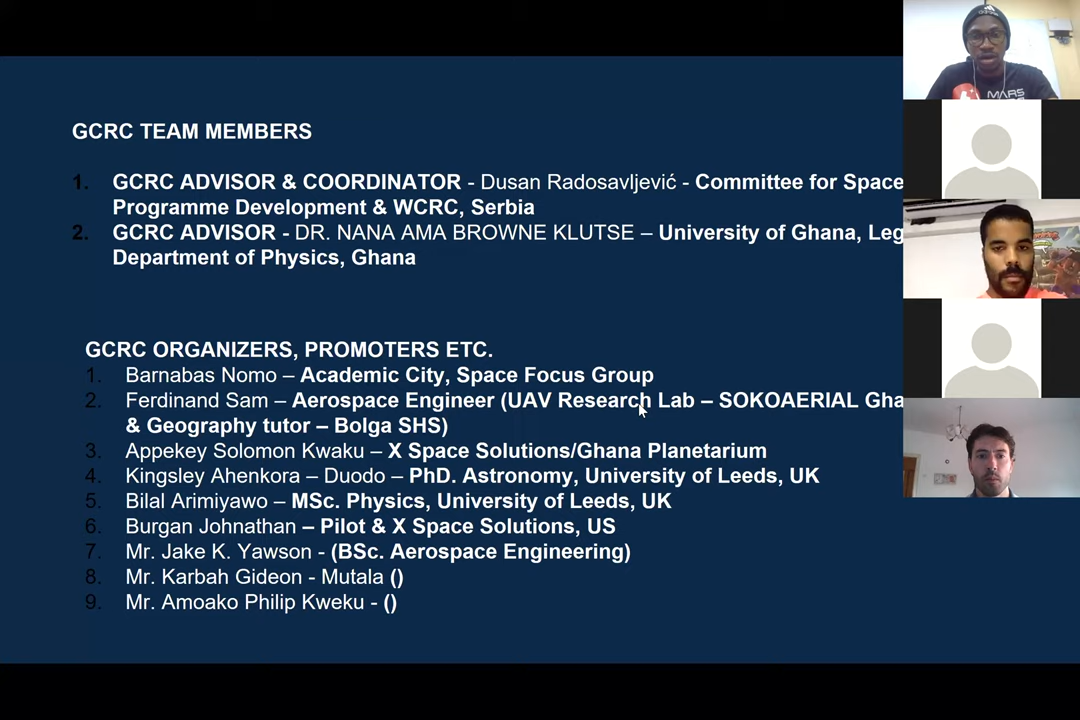 GCRC TEAM MEMBERS
1. GCRC ADVISOR & COORDINATOR - Dusan Radosavljević - Committee for Space
Programme Development & WCRC, Serbia
2. GCRC ADVISOR - DR. NANA AMA BROWNE KLUTSE – University of Ghana, Leg
Department of Physics, Ghana
GCRC ORGANIZERS, PROMOTERS ETC.
1. Barnabas Nomo – Academic City, Space Focus Group
2. Ferdinand Sam – Aerospace Engineer (UAV Research Lab – SOKOAERIAL Gha
& Geography tutor – Bolga SHS)
3. Appekey Solomon Kwaku – X Space Solutions/Ghana Planetarium
4. Kingsley Ahenkora – Duodo – PhD. Astronomy, University of Leeds, UK
5. Bilal Arimiyawo – MSc. Physics, University of Leeds, UK
6. Burgan Johnathan – Pilot & X Space Solutions, US
7. Mr. Jake K. Yawson - (BSc. Aerospace Engineering)
8. Mr. Karbah Gideon - Mutala ()
9. Mr. Amoako Philip Kweku - ()
MARS